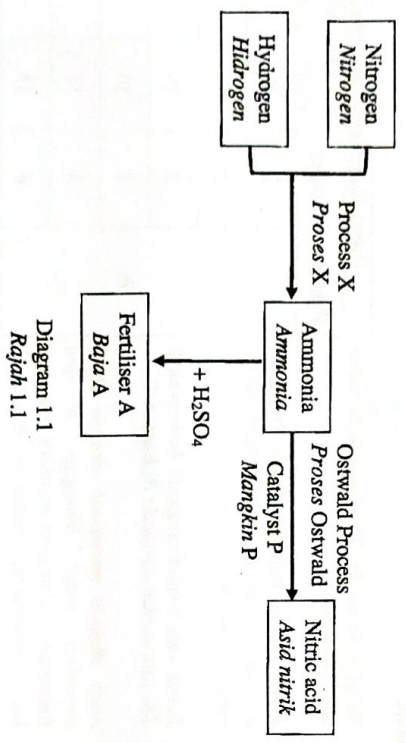 Nitrogen
Nitrogen
Hydrogen
Hidrogen
Process X
Proses X
Ammonia
Ammonia
Ostwald Process
Proses Ostwald
Catalyst P
Mangkin P
Nitric acid
Asid nitrik
+ H₂SO₄
Fertiliser A
Baja A
Diagram 1.1
Rajah 1.1